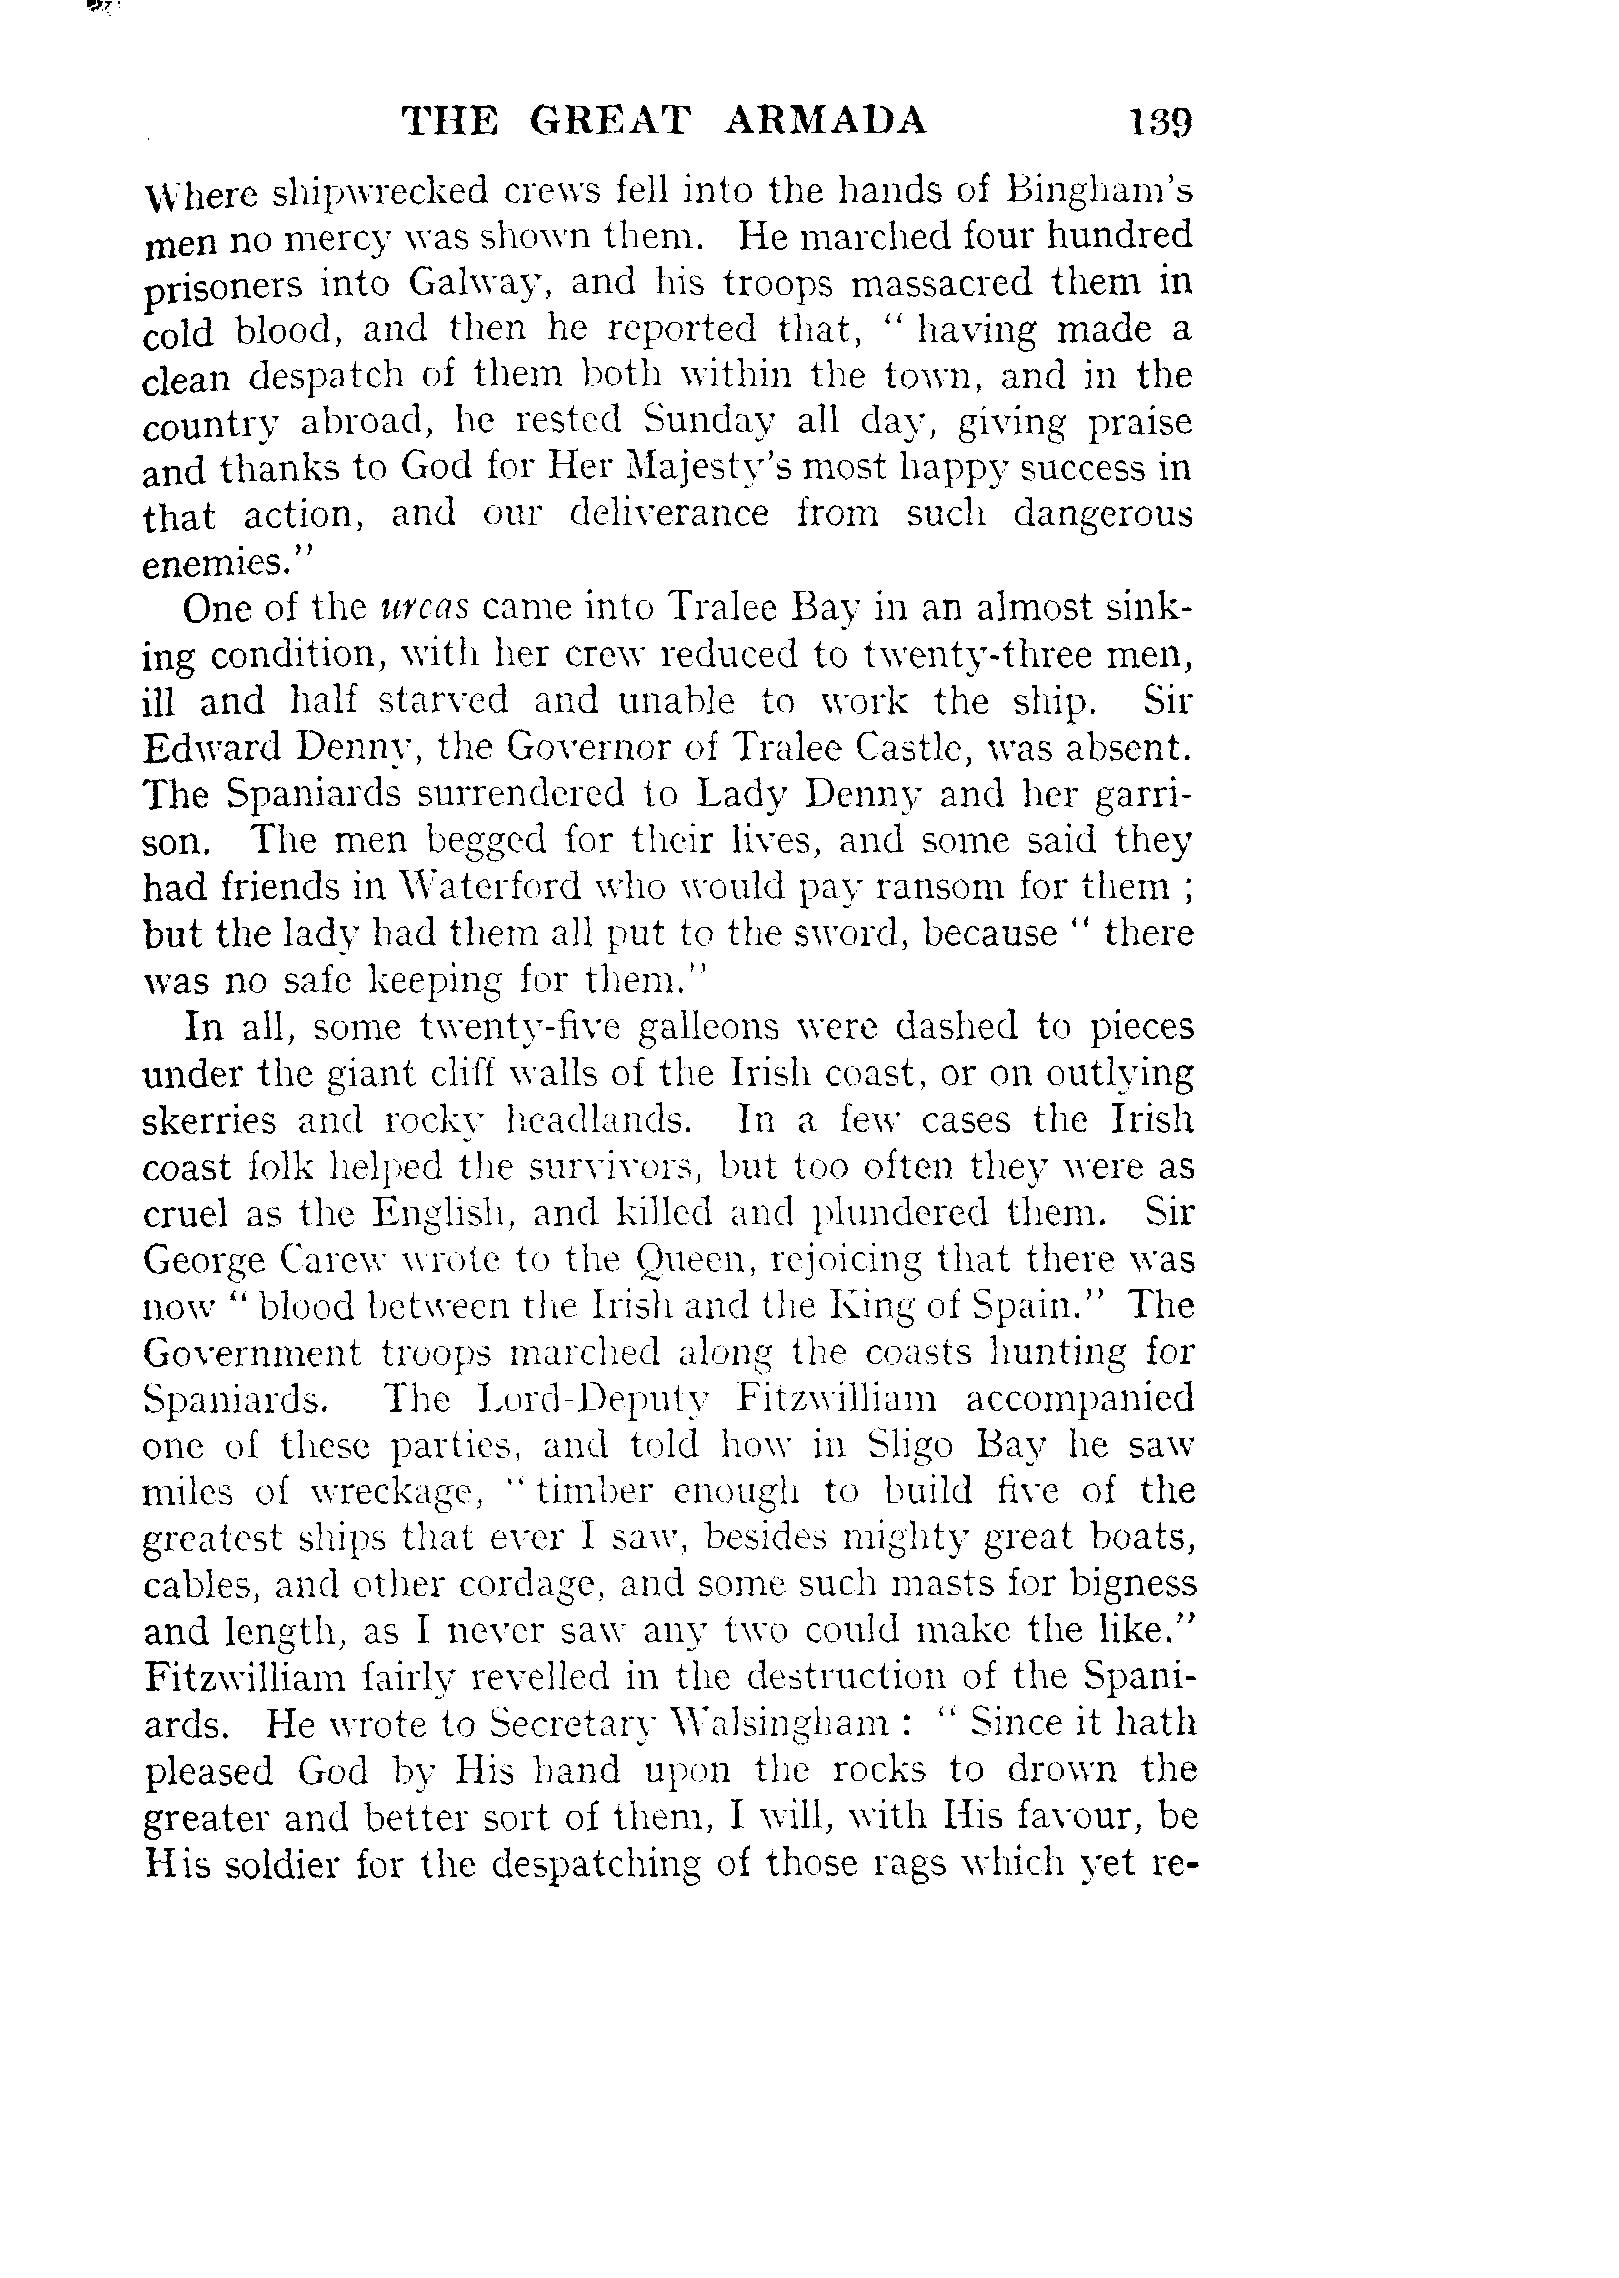 THE GREAT ARMADA 139
Where shipwrecked crews fell into the hands of Bingham's
men no mercy was shown them. He marched four hundred
prisoners into Galway, and his troops massacred them in
cold blood, and then he reported that, " having made a
clean despatch of them both within the town, and in the
country abroad, he rested Sunday all day, giving praise
and thanks to God for Her Majesty's most happy success in
that action, and our deliverance from such dangerous
enemies."
One of the urcas came into Tralee Bay in an almost sink-
ing condition, with her crew reduced to twenty-three men,
ill and half starved and unable to work the ship. Sir
Edward Denny, the Governor of Tralee Castle, was absent.
The Spaniards surrendered to Lady Denny and her garri-
son. The men begged for their lives, and some said they
had friends in Waterford who would pay ransom for them ;
but the lady had them all put to the sword, because " there
was no safe keeping for them."
In all, some twenty-five galleons were dashed to pieces
under the giant cliff walls of the Irish coast, or on outlying
skerries and rocky headlands. In a few cases the Irish
coast folk helped the survivors, but too often they were as
cruel as the English, and killed and plundered them. Sir
George Carew wrote to the Queen, rejoicing that there was
now " blood between the Irish and the King of Spain." The
Government troops marched along the coasts hunting for
Spaniards. The Lord-Deputy Fitzwilliam accompanied
one of these parties, and told how in Sligo Bay he saw
miles of wreckage, " timber enough to build five of the
greatest ships that ever I saw, besides mighty great boats,
cables, and other cordage, and some such masts for bigness
and length, as I never saw any two could make the like."
Fitzwilliam fairly revelled in the destruction of the Spani-
ards. He wrote to Secretary Walsingham : " Since it hath
pleased God by His hand upon the rocks to drown the
greater and better sort of them, I will, with His favour, be
His soldier for the despatching of those rags which yet re-